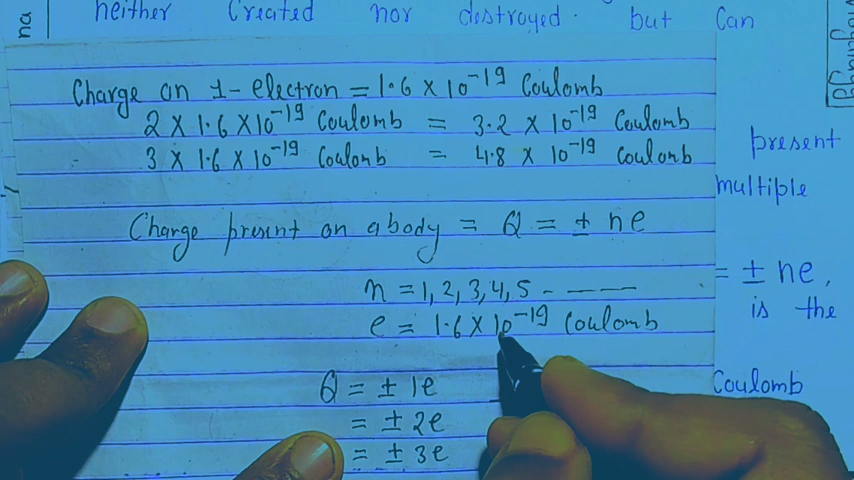 neither Created nor destroyed. but can
na
Charge on 1- electron = 1.6 × 10⁻¹⁹ Coulomb
2 × 1.6 × 10⁻¹⁹ Coulomb = 3.2 × 10⁻¹⁹ Coulomb
3 × 1.6 × 10⁻¹⁹ Coulomb = 4.8 × 10⁻¹⁹ Coulomb
present
multiple
Charge present on a body = Q = ± ne
n = 1, 2, 3, 4, 5 - ----
= ± ne,
e = 1.6 × 10⁻¹⁹ Coulomb
is the
Q = ± 1e
Coulomb
= ± 2e
= ± 3e